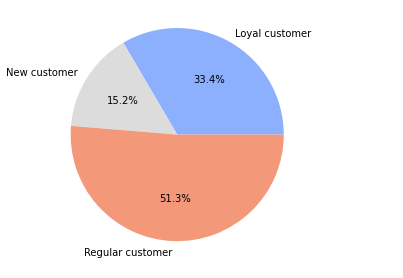 Loyal customer
33.4%
New customer
15.2%
51.3%
Regular customer